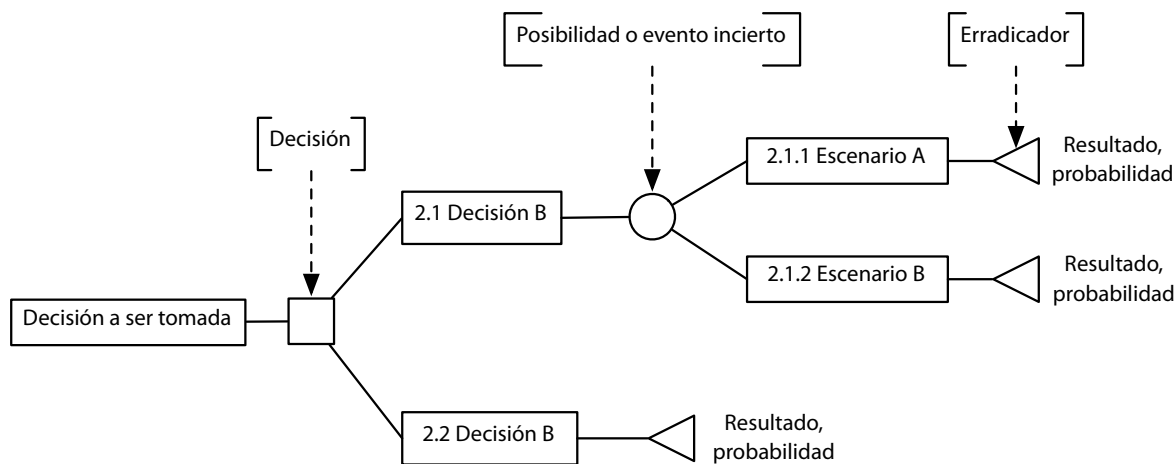 Posibilidad o evento incierto
Erradicador
Decisión
2.1.1 Escenario A
Resultado,
probabilidad
2.1 Decisión B
2.1.2 Escenario B
Resultado,
probabilidad
Decisión a ser tomada
2.2 Decisión B
Resultado,
probabilidad